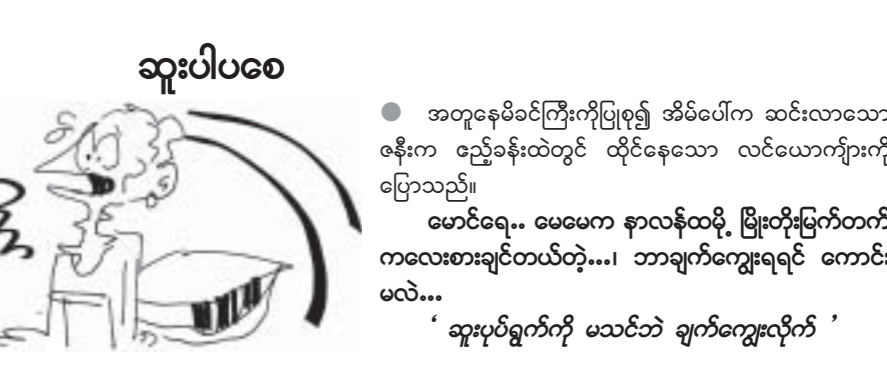 ဆူးပါပစေ
● အတူနေမိခင်ကြီးကိုပြုစု၍ အိမ်ပေါ်က ဆင်းလာသော
ဇနီးက ဧည့်ခန်းထဲတွင် ထိုင်နေသော လင်ယောကျ်ားကို
ပြောသည်။
မောင်ရေ.. မေမေက နာလန်ထမို့ မြိုးတိုးမြက်တက်
ကလေးစားချင်တယ်တဲ့...၊ ဘာချက်ကျွေးရရင် ကောင်း
မလဲ...
‘ ဆူးပုပ်ရွက်ကို မသင်ဘဲ ချက်ကျွေးလိုက် ’